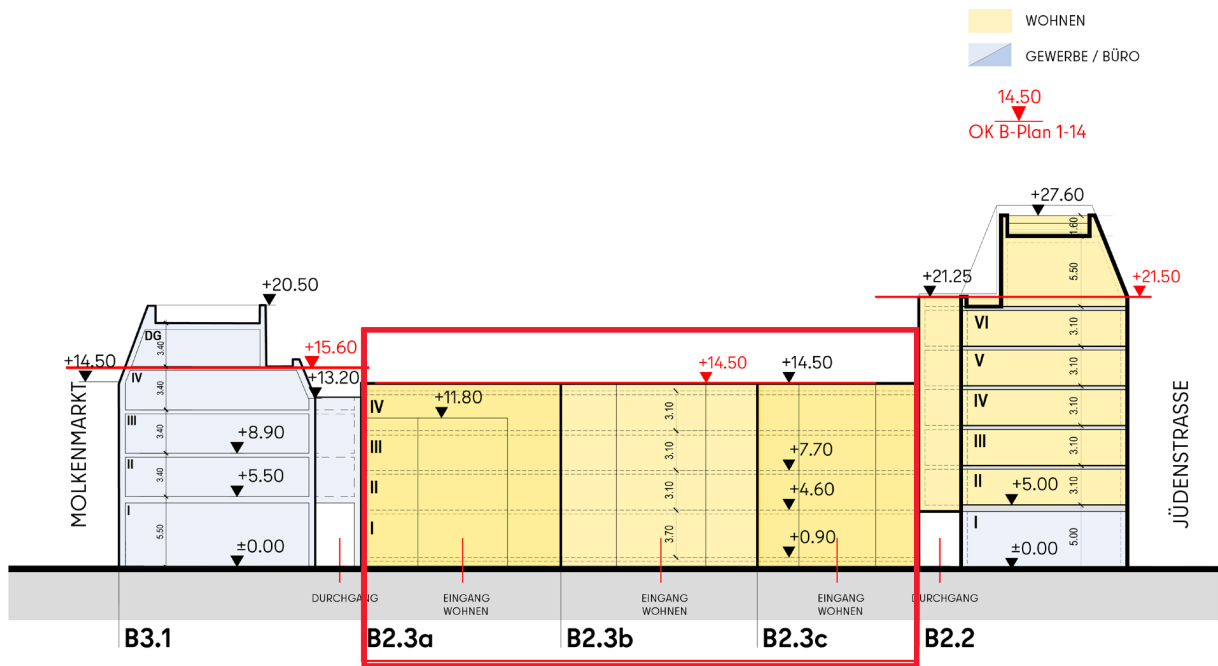 WOHNEN
GEWERBE / BÜRO
14.50
OK B-Plan 1-14
+27.60
1.60
5.50
+21.25
+21.50
+20.50
DG
3.40
+15.60
+14.50
+13.20
IV
3.40
III
3.40
+8.90
II
3.40
+5.50
I
5.50
±0.00
MOLKENMARKT
+14.50
+14.50
IV
+11.80
3.10
III
3.10
+7.70
II
3.10
+4.60
I
3.70
+0.90
VI
3.10
V
3.10
IV
3.10
III
3.10
II
+5.00
3.10
I
±0.00
5.00
JÜDENSTRASSE
DURCHGANG
EINGANG
WOHNEN
EINGANG
WOHNEN
EINGANG
WOHNEN
DURCHGANG
B3.1
B2.3a
B2.3b
B2.3c
B2.2